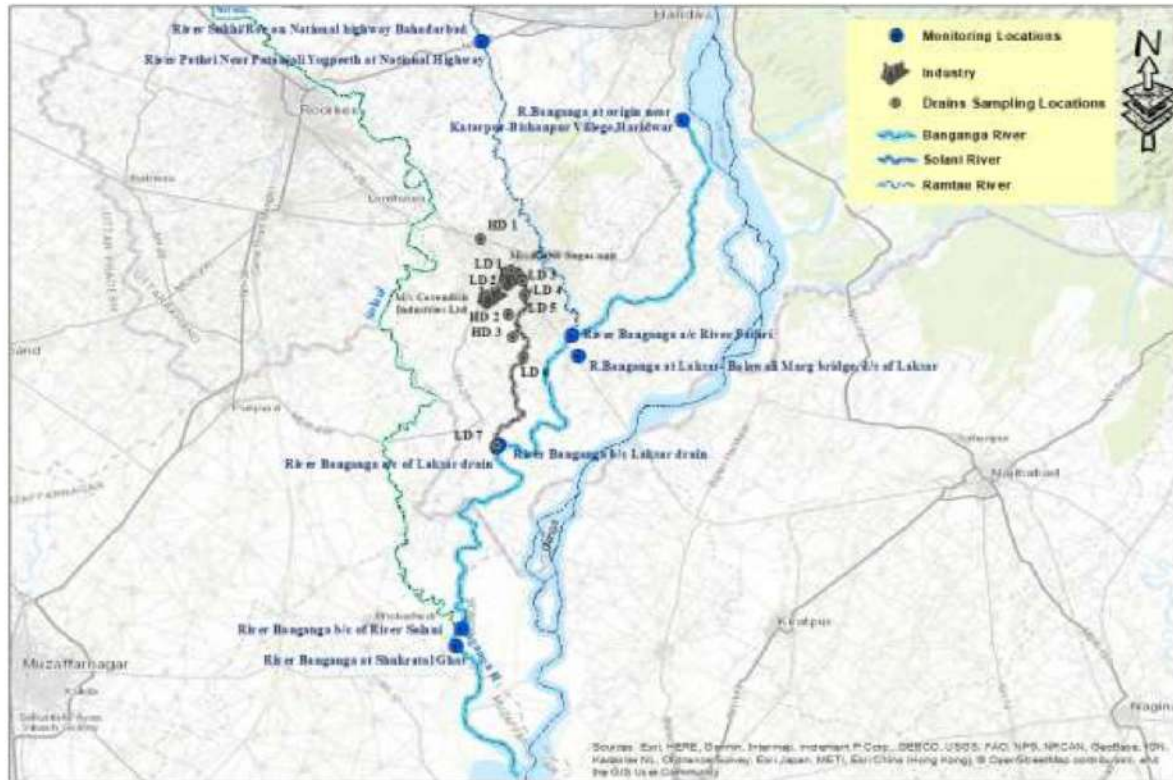 Haridwar
River Sukhi/Roe on National highway Bahadarbad
River Pathri Near Patanjali Yogpeeth at National Highway
R.Banganga at origin near
Katarpur-Bishanpur Village,Haridwar
Monitoring Locations
Industry
Drains Sampling Locations
Banganga River
Solani River
Ramtau River
N
Roorkee
Landhaura
HD 1
LD 1
LD 2
LD 3
LD 4
LD 5
M/s Cavendish
Industries Ltd
HD 2
HD 3
River Banganga a/c River Pathri
R.Banganga at Laksar- Balawali Marg bridge, d/s of Laksar
LD 7
River Banganga a/c of Laksar drain
River Banganga b/c Laksar drain
Purkazi
Najibabad
Ganga
Kiratpur
River Banganga b/c of River Solani
River Banganga at Shukratal Ghat
Muzaffarnagar
Nagina
Sources: Esri, HERE, Garmin, Intermap, increment P Corp., GEBCO, USGS, FAO, NPS, NRCAN, GeoBase, IGN,
Kadaster NL, Ordnance Survey, Esri Japan, METI, Esri China (Hong Kong), © OpenStreetMap contributors, and
the GIS User Community